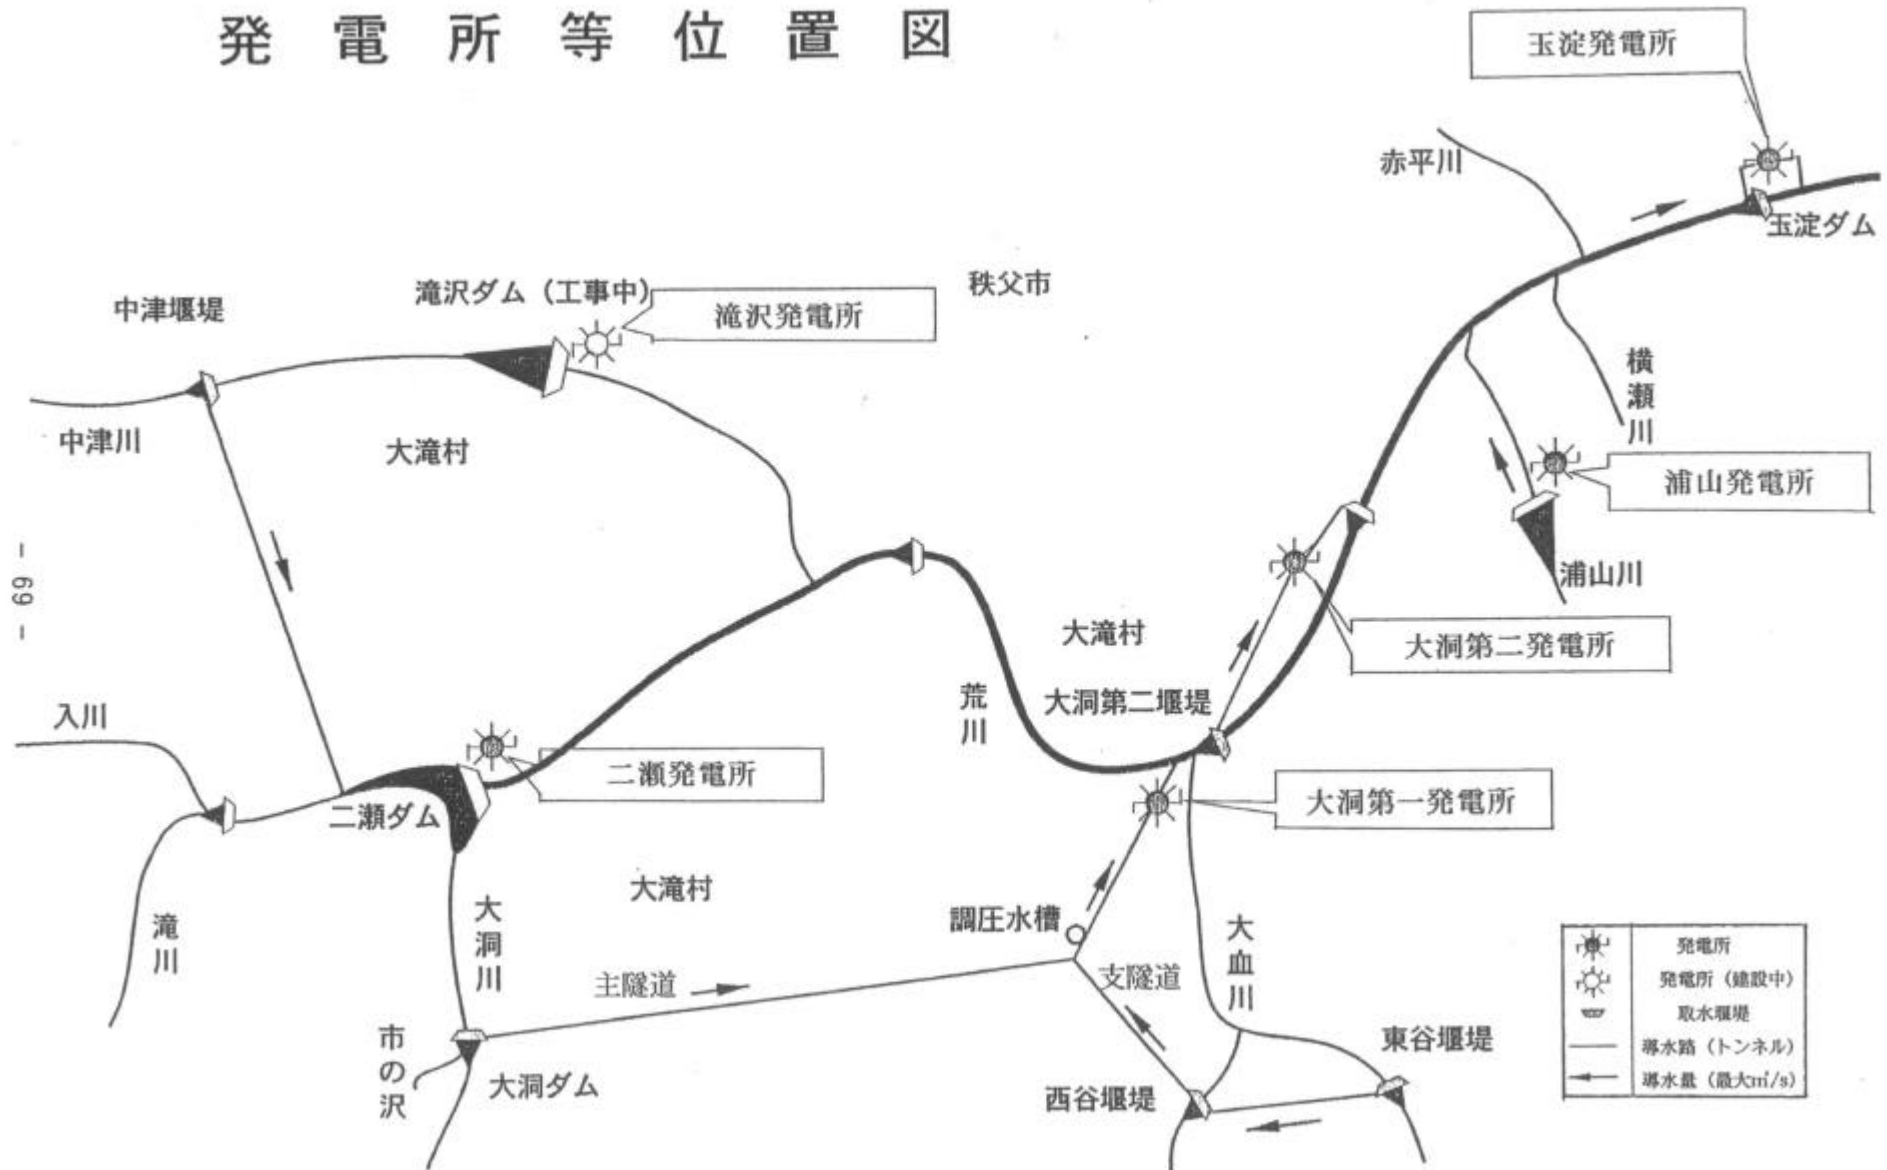 発電所等位置図
玉淀発電所
赤平川
玉淀ダム
秩父市
滝沢ダム（工事中）
滝沢発電所
中津堰堤
中津川
大滝村
横瀬川
浦山発電所
浦山川
大洞第二発電所
大滝村
大洞第二堰堤
荒川
入川
二瀬発電所
二瀬ダム
大洞第一発電所
滝川
大洞川
大滝村
調圧水槽
大血川
主隧道
支隧道
市の沢
大洞ダム
東谷堰堤
西谷堰堤
発電所
発電所（建設中）
取水堰堤
導水路（トンネル）
導水量（最大㎥/s）
- 69 -